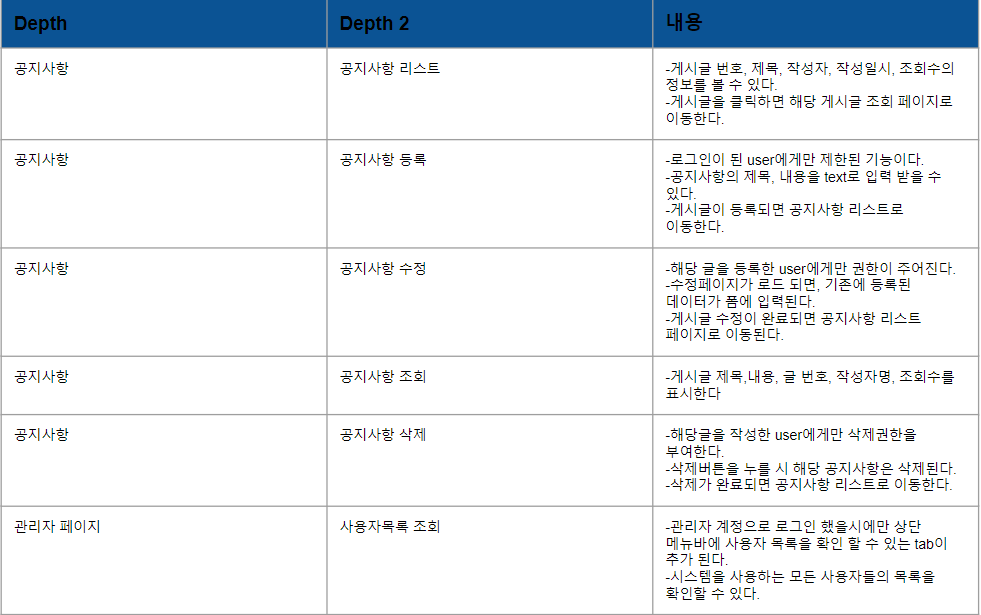 Depth
Depth 2
내용
공지사항
공지사항 리스트
-게시글 번호, 제목, 작성자, 작성일시, 조회수의
정보를 볼 수 있다.
-게시글을 클릭하면 해당 게시글 조회 페이지로
이동한다.
공지사항
공지사항 등록
-로그인이 된 user에게만 제한된 기능이다.
-공지사항의 제목, 내용을 text로 입력 받을 수
있다.
-게시글이 등록되면 공지사항 리스트로
이동한다.
공지사항
공지사항 수정
-해당 글을 등록한 user에게만 권한이 주어진다.
-수정페이지가 로드 되면, 기존에 등록된
데이터가 폼에 입력된다.
-게시글 수정이 완료되면 공지사항 리스트
페이지로 이동된다.
공지사항
공지사항 조회
-게시글 제목,내용, 글 번호, 작성자명, 조회수를
표시한다
공지사항
공지사항 삭제
-해당글을 작성한 user에게만 삭제권한을
부여한다.
-삭제버튼을 누를 시 해당 공지사항은 삭제된다.
-삭제가 완료되면 공지사항 리스트로 이동한다.
관리자 페이지
사용자목록 조회
-관리자 계정으로 로그인 했을시에만 상단
메뉴바에 사용자 목록을 확인 할 수 있는 tab이
추가 된다.
-시스템을 사용하는 모든 사용자들의 목록을
확인할 수 있다.